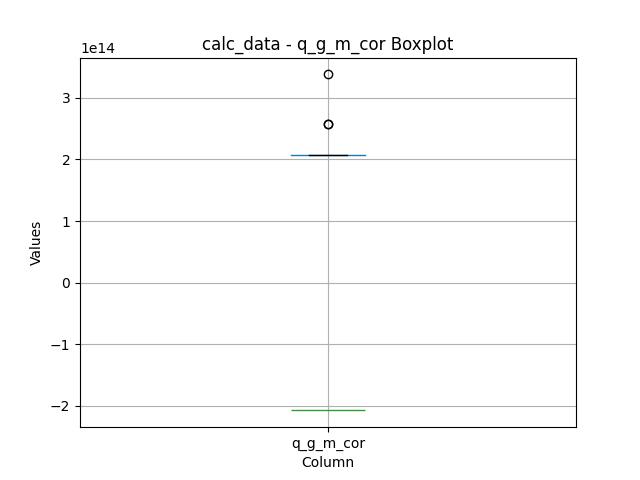 calc_data - q_g_m_cor Boxplot
1e14
3
2
1
0
−1
−2
Values
q_g_m_cor
Column